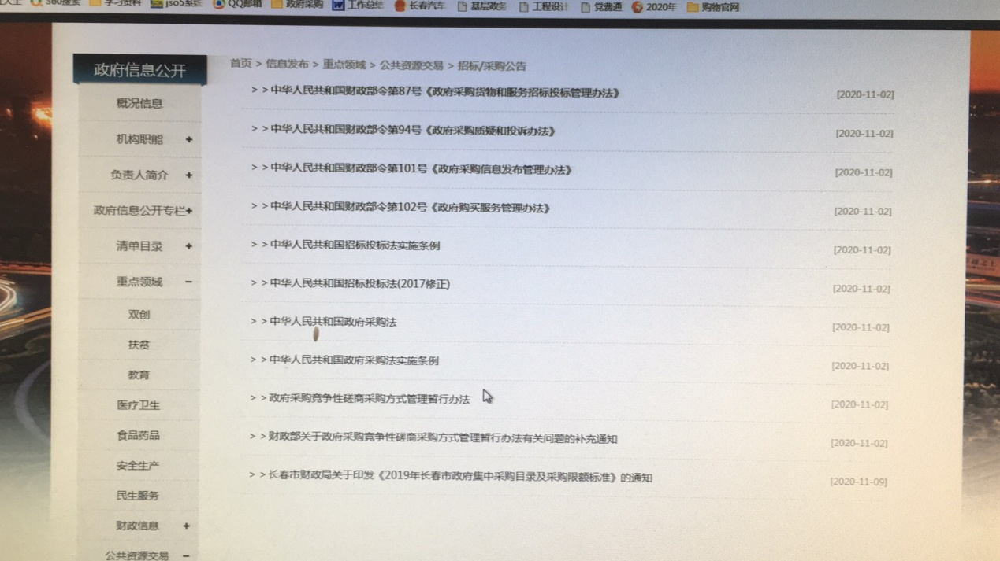 360搜索 学习资料 js05系统 QQ邮箱 政府采购 工作总结 长春汽车 基层政务 工程设计 党费通 2020年 购物官网
政府信息公开
首页 > 信息发布 > 重点领域 > 公共资源交易 > 招标/采购公告
概况信息
机构职能 +
负责人简介 +
政府信息公开专栏+
清单目录 +
重点领域 −
双创
扶贫
教育
医疗卫生
食品药品
安全生产
民生服务
财政信息 +
公共资源交易 −
> >中华人民共和国财政部令第87号《政府采购货物和服务招标投标管理办法》 [2020-11-02]
> >中华人民共和国财政部令第94号《政府采购质疑和投诉办法》 [2020-11-02]
> >中华人民共和国财政部令第101号《政府采购信息发布管理办法》 [2020-11-02]
> >中华人民共和国财政部令第102号《政府购买服务管理办法》 [2020-11-02]
> >中华人民共和国招标投标法实施条例 [2020-11-02]
> >中华人民共和国招标投标法(2017修正) [2020-11-02]
> >中华人民共和国政府采购法 [2020-11-02]
> >中华人民共和国政府采购法实施条例 [2020-11-02]
> >政府采购竞争性磋商采购方式管理暂行办法 [2020-11-02]
> >财政部关于政府采购竞争性磋商采购方式管理暂行办法有关问题的补充通知 [2020-11-02]
> >长春市财政局关于印发《2019年长春市政府集中采购目录及采购限额标准》的通知 [2020-11-09]